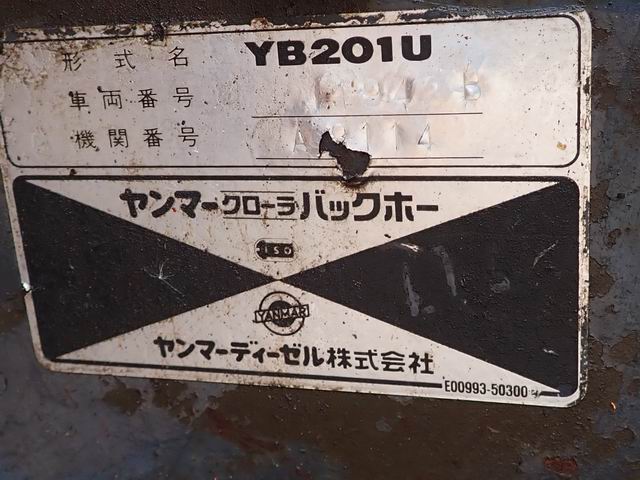 形式名 YB201U
車両番号
機関番号
ヤンマークローラバックホー
ISO
YANMAR
ヤンマーディーゼル株式会社
E00993-50300